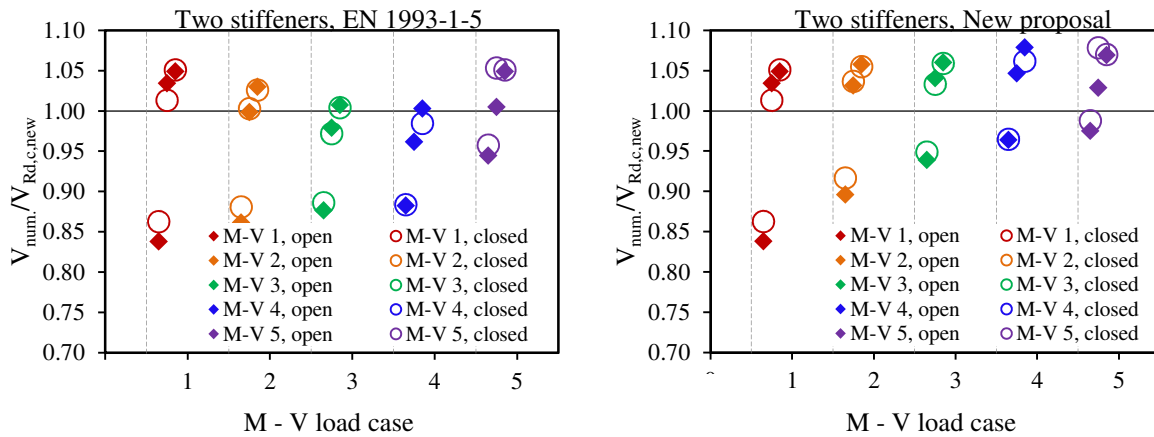 Two stiffeners, EN 1993-1-5
1.10
1.05
1.00
0.95
0.90
0.85
0.80
0.75
0.70
V num./V Rd,c,new
M-V 1, open
M-V 1, closed
M-V 2, open
M-V 2, closed
M-V 3, open
M-V 3, closed
M-V 4, open
M-V 4, closed
M-V 5, open
M-V 5, closed
1 2 3 4 5
M - V load case
Two stiffeners, New proposal
1.10
1.05
1.00
0.95
0.90
0.85
0.80
0.75
0.70
V num./V Rd,c,new
M-V 1, open
M-V 1, closed
M-V 2, open
M-V 2, closed
M-V 3, open
M-V 3, closed
M-V 4, open
M-V 4, closed
M-V 5, open
M-V 5, closed
1 2 3 4 5
M - V load case